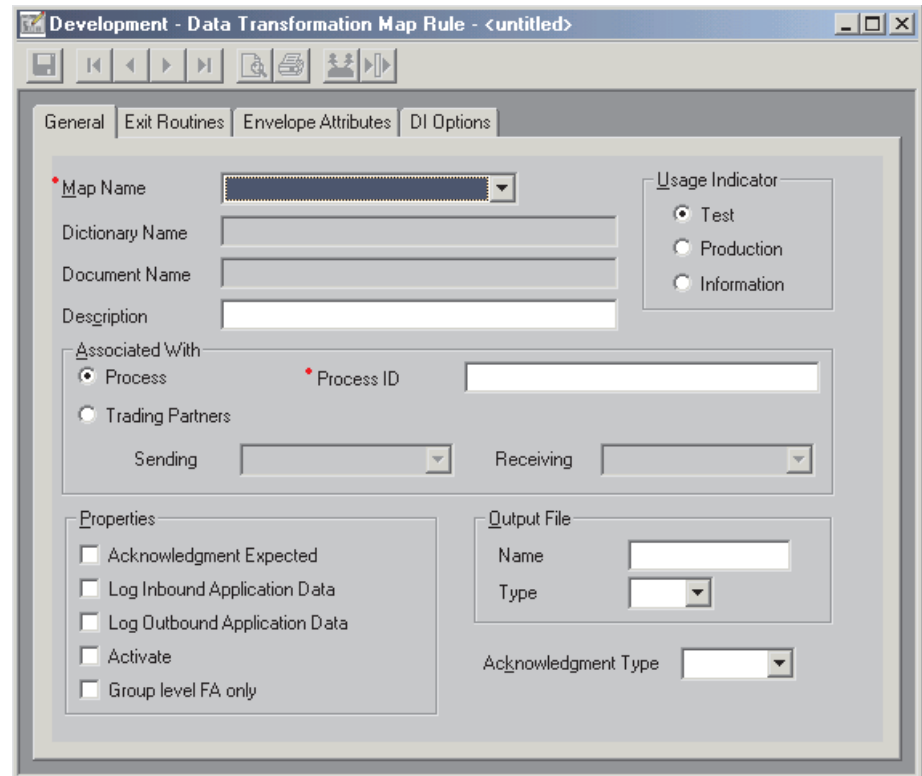 Development - Data Transformation Map Rule - <untitled>
General Exit Routines Envelope Attributes DI Options
Map Name
Dictionary Name
Document Name
Description
Usage Indicator
Test
Production
Information
Associated With
Process Process ID
Trading Partners
Sending Receiving
Properties
Acknowledgment Expected
Log Inbound Application Data
Log Outbound Application Data
Activate
Group level FA only
Output File
Name
Type
Acknowledgment Type